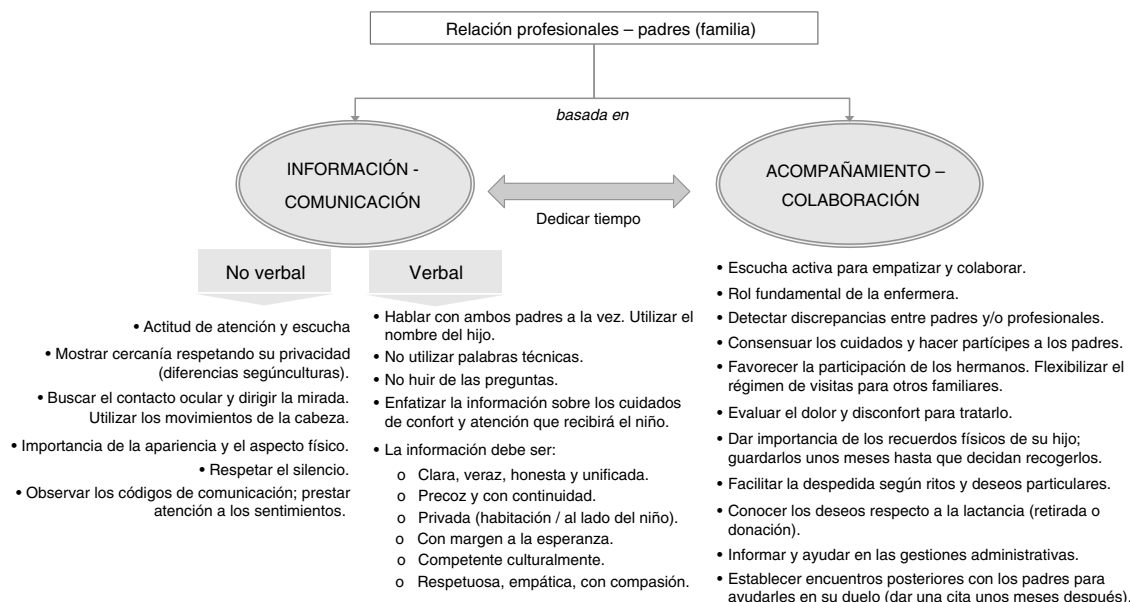 Relación profesionales – padres (familia)
basada en
INFORMACIÓN -
COMUNICACIÓN
Dedicar tiempo
ACOMPAÑAMIENTO –
COLABORACIÓN
No verbal
• Actitud de atención y escucha
• Mostrar cercanía respetando su privacidad
(diferencias segúnculturas).
• Buscar el contacto ocular y dirigir la mirada.
Utilizar los movimientos de la cabeza.
• Importancia de la apariencia y el aspecto físico.
• Respetar el silencio.
• Observar los códigos de comunicación; prestar
atención a los sentimientos.
Verbal
• Hablar con ambos padres a la vez. Utilizar el
nombre del hijo.
• No utilizar palabras técnicas.
• No huir de las preguntas.
• Enfatizar la información sobre los cuidados
de confort y atención que recibirá el niño.
• La información debe ser:
o Clara, veraz, honesta y unificada.
o Precoz y con continuidad.
o Privada (habitación / al lado del niño).
o Con margen a la esperanza.
o Competente culturalmente.
o Respetuosa, empática, con compasión.
• Escucha activa para empatizar y colaborar.
• Rol fundamental de la enfermera.
• Detectar discrepancias entre padres y/o profesionales.
• Consensuar los cuidados y hacer partícipes a los padres.
• Favorecer la participación de los hermanos. Flexibilizar el
régimen de visitas para otros familiares.
• Evaluar el dolor y disconfort para tratarlo.
• Dar importancia de los recuerdos físicos de su hijo;
guardarlos unos meses hasta que decidan recogerlos.
• Facilitar la despedida según ritos y deseos particulares.
• Conocer los deseos respecto a la lactancia (retirada o
donación).
• Informar y ayudar en las gestiones administrativas.
• Establecer encuentros posteriores con los padres para
ayudarles en su duelo (dar una cita unos meses después).